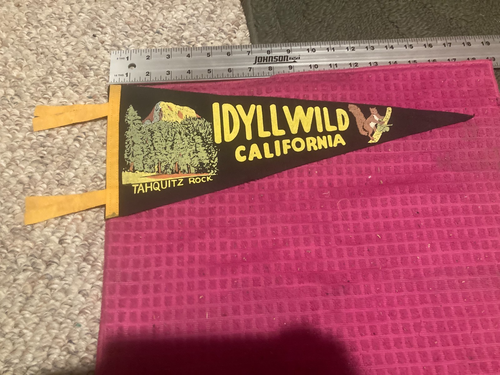 JOHNSON
IDYLLWILD
CALIFORNIA
TAHQUITZ ROCK